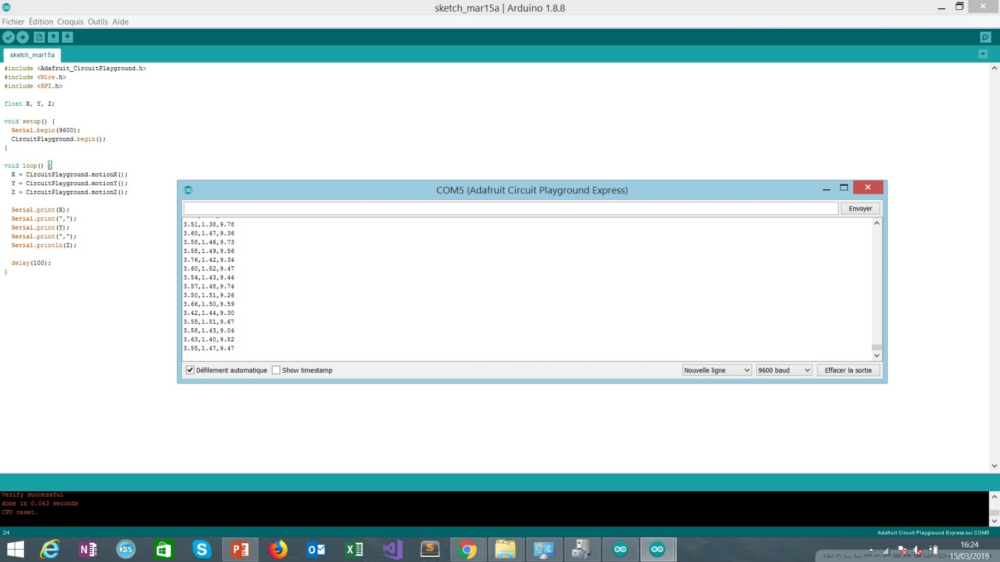 sketch_mar15a | Arduino 1.8.8
Fichier Édition Croquis Outils Aide
sketch_mar15a
#include <Adafruit_CircuitPlayground.h>
#include <Wire.h>
#include <SPI.h>
float X, Y, Z;
void setup() {
Serial.begin(9600);
CircuitPlayground.begin();
}
void loop() {
X = CircuitPlayground.motionX();
Y = CircuitPlayground.motionY();
Z = CircuitPlayground.motionZ();
Serial.print(X);
Serial.print(",");
Serial.print(Y);
Serial.print(",");
Serial.println(Z);
delay(100);
}
COM5 (Adafruit Circuit Playground Express)
Envoyer
3.51,1.38,9.78
3.60,1.47,9.36
3.58,1.46,9.73
3.58,1.49,9.56
3.76,1.42,9.34
3.60,1.52,9.47
3.54,1.43,9.44
3.57,1.48,9.74
3.50,1.51,9.26
3.66,1.50,9.59
3.42,1.44,9.30
3.55,1.51,9.67
3.58,1.43,9.04
3.63,1.40,9.82
3.55,1.47,9.47
Défilement automatique Show timestamp Nouvelle ligne 9600 baud Effacer la sortie
Verify successful
done in 0.043 seconds
CPU reset.
24 Adafruit Circuit Playground Express sur COM5
16:24
15/03/2019